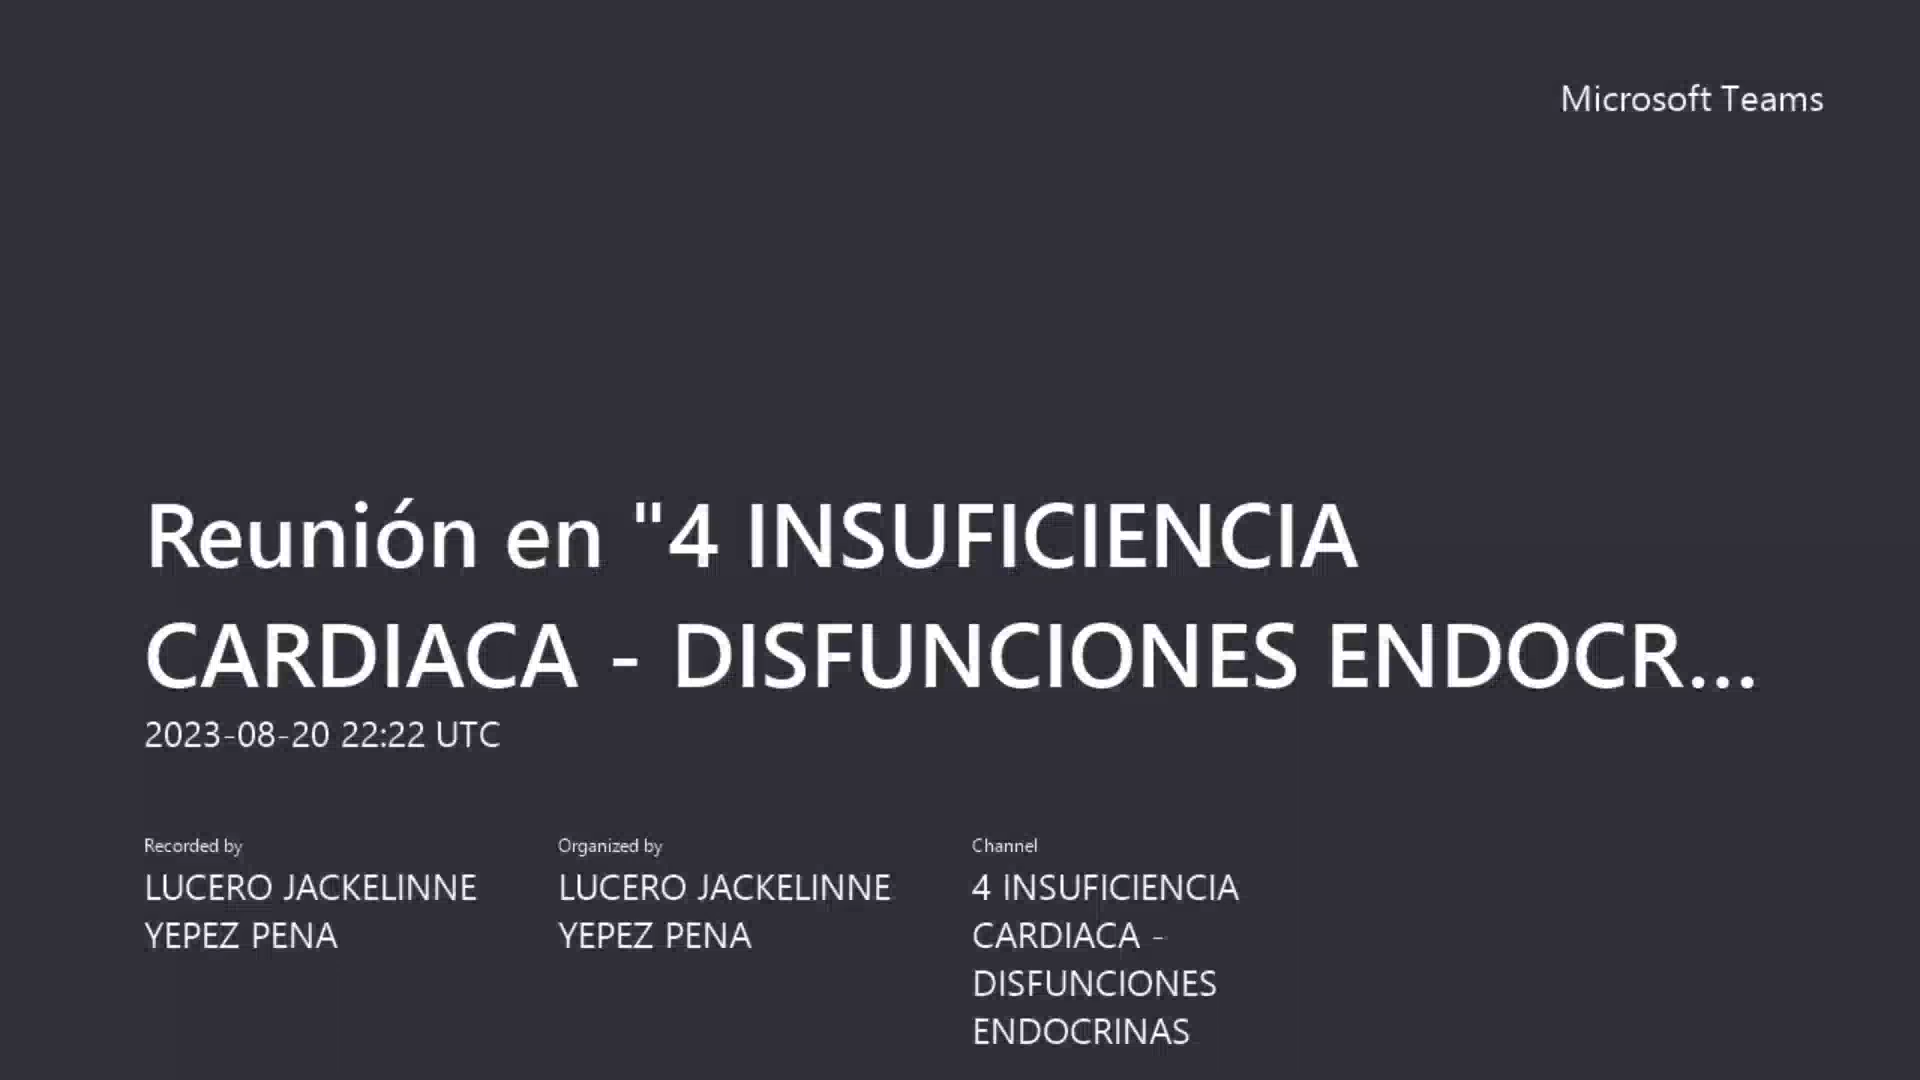 Microsoft Teams
Reunión en "4 INSUFICIENCIA
CARDIACA - DISFUNCIONES ENDOCR...
2023-08-20 22:22 UTC
Recorded by
LUCERO JACKELINNE
YEPEZ PENA
Organized by
LUCERO JACKELINNE
YEPEZ PENA
Channel
4 INSUFICIENCIA
CARDIACA -
DISFUNCIONES
ENDOCRINAS